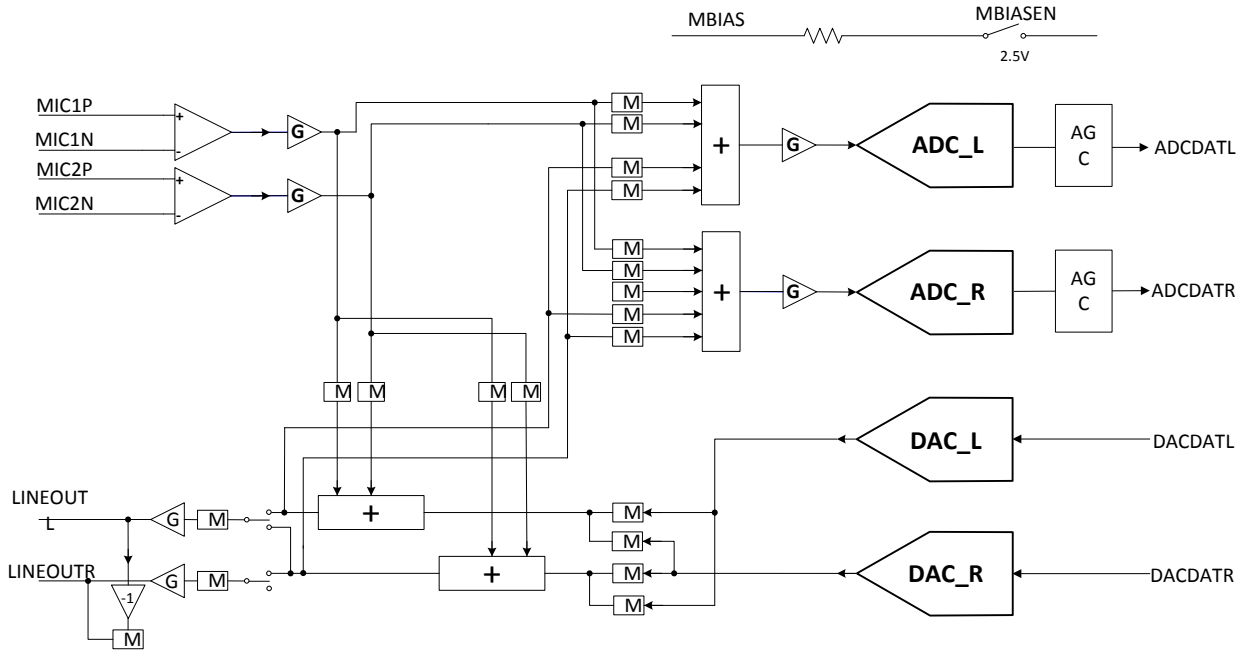 MBIAS
MBIASEN
2.5V
MIC1P
+
MIC1N
-
MIC2P
+
MIC2N
-
G
G
M
M
M
M
+
G
ADC_L
AG
C
ADCDATL
M
M
M
M
M
+
G
ADC_R
AG
C
ADCDATR
M
M
M
M
DAC_L
DACDATL
LINEOUT
L
G
M
+
M
M
LINEOUTR
G
M
+
M
M
DAC_R
DACDATR
-1
M